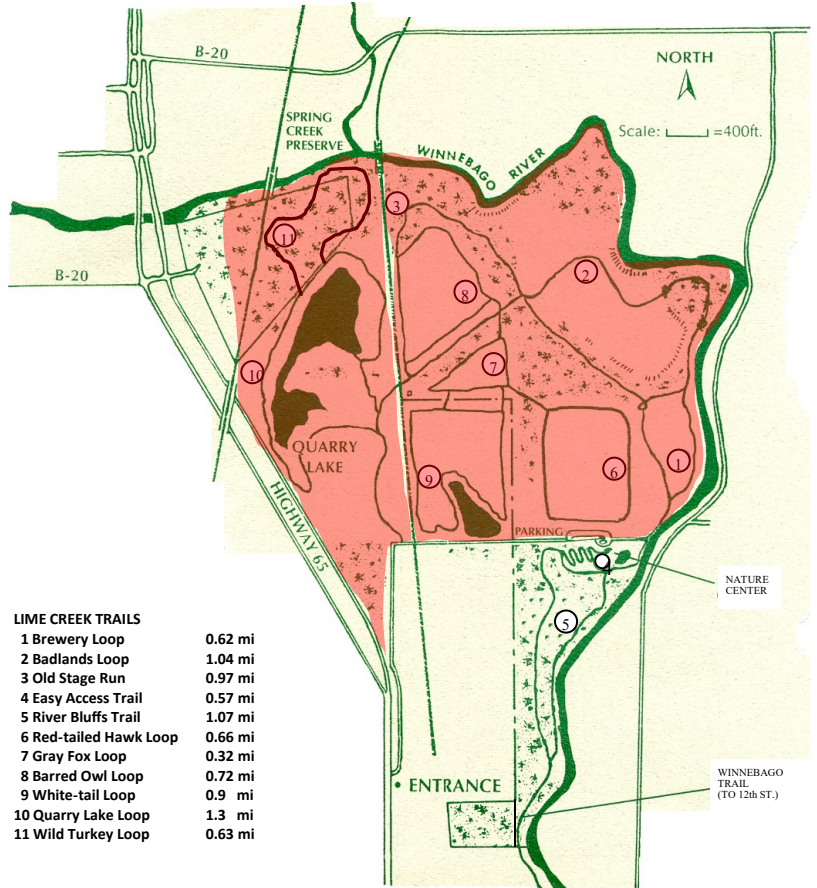 B-20
NORTH
SPRING
CREEK
PRESERVE
WINNEBAGO RIVER
Scale: =400ft.
3
11
B-20
2
8
10
7
QUARRY
LAKE
1
6
9
HIGHWAY 65
PARKING
4
NATURE
CENTER
5
LIME CREEK TRAILS
1 Brewery Loop 0.62 mi
2 Badlands Loop 1.04 mi
3 Old Stage Run 0.97 mi
4 Easy Access Trail 0.57 mi
5 River Bluffs Trail 1.07 mi
6 Red-tailed Hawk Loop 0.66 mi
7 Gray Fox Loop 0.32 mi
8 Barred Owl Loop 0.72 mi
9 White-tail Loop 0.9 mi
10 Quarry Lake Loop 1.3 mi
11 Wild Turkey Loop 0.63 mi
• ENTRANCE
WINNEBAGO
TRAIL
(TO 12th ST.)